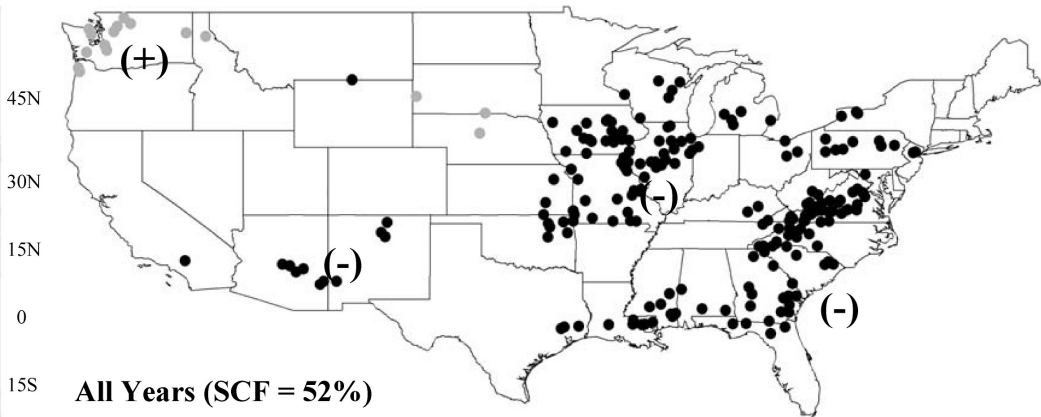 (+)
45N
30N
(-)
15N
(-)
0
(-)
15S
All Years (SCF = 52%)